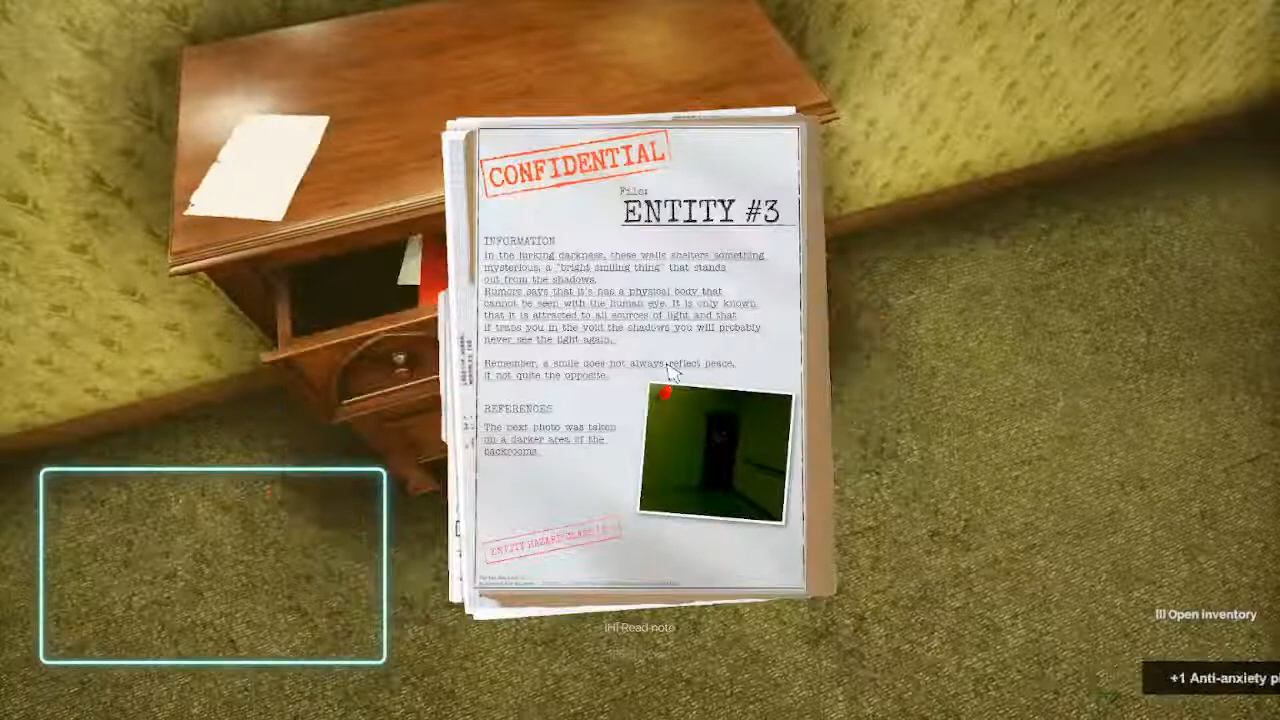 CONFIDENTIAL
File:
ENTITY #3
INFORMATION
In the lurking darkness, these walls shelters something
mysterious, a "bright smiling thing" that stands
out from the shadows.
Rumors says that it's has a physical body that
cannot be seen with the human eye. It is only known
that it is attracted to all sources of light and that
if traps you in the void the shadows you will probably
never see the light again.
Remember, a smile does not always reflect peace,
if not quite the opposite.
REFERENCES
The next photo was taken
on a darker area of the
backrooms.
ENTITY HAZARD CLASS
[H] Read note
[I] Open inventory
+1 Anti-anxiety pi